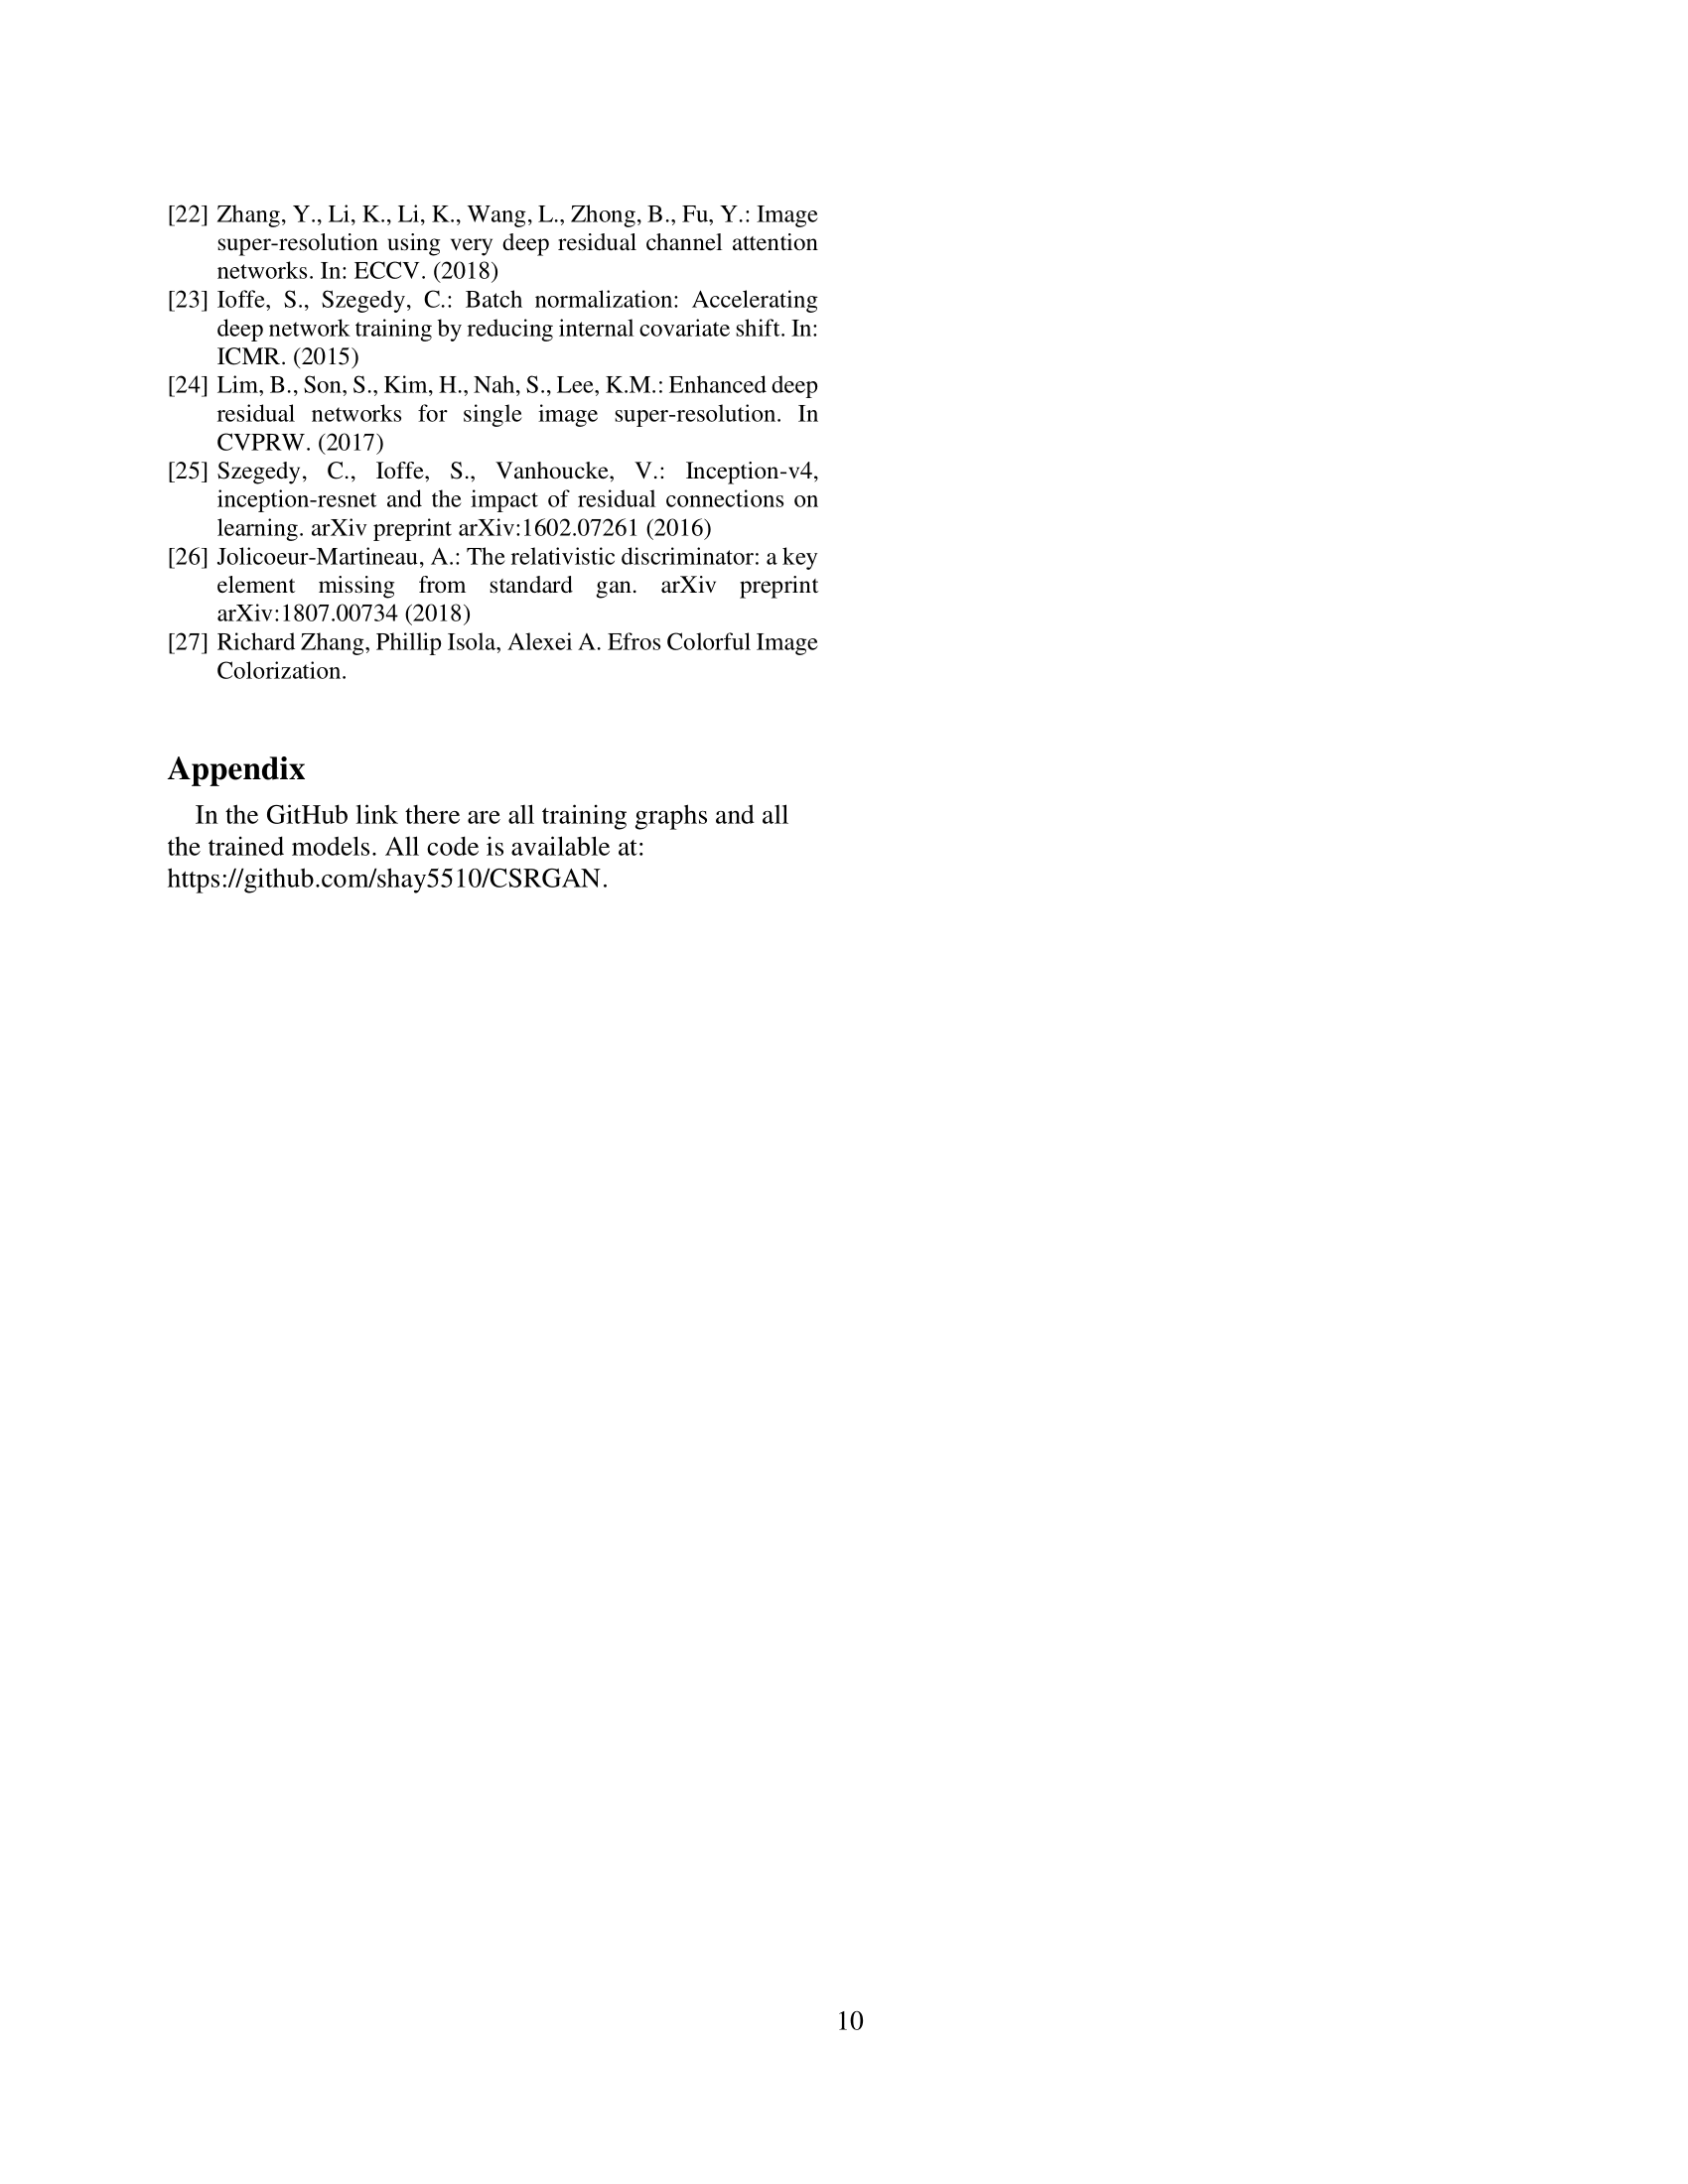 [22] Zhang, Y., Li, K., Li, K., Wang, L., Zhong, B., Fu, Y.: Image
super-resolution using very deep residual channel attention
networks. In: ECCV. (2018)
[23] Ioffe, S., Szegedy, C.: Batch normalization: Accelerating
deep network training by reducing internal covariate shift. In:
ICMR. (2015)
[24] Lim, B., Son, S., Kim, H., Nah, S., Lee, K.M.: Enhanced deep
residual networks for single image super-resolution. In
CVPRW. (2017)
[25] Szegedy, C., Ioffe, S., Vanhoucke, V.: Inception-v4,
inception-resnet and the impact of residual connections on
learning. arXiv preprint arXiv:1602.07261 (2016)
[26] Jolicoeur-Martineau, A.: The relativistic discriminator: a key
element missing from standard gan. arXiv preprint
arXiv:1807.00734 (2018)
[27] Richard Zhang, Phillip Isola, Alexei A. Efros Colorful Image
Colorization.
Appendix
In the GitHub link there are all training graphs and all
the trained models. All code is available at:
https://github.com/shay5510/CSRGAN.
10